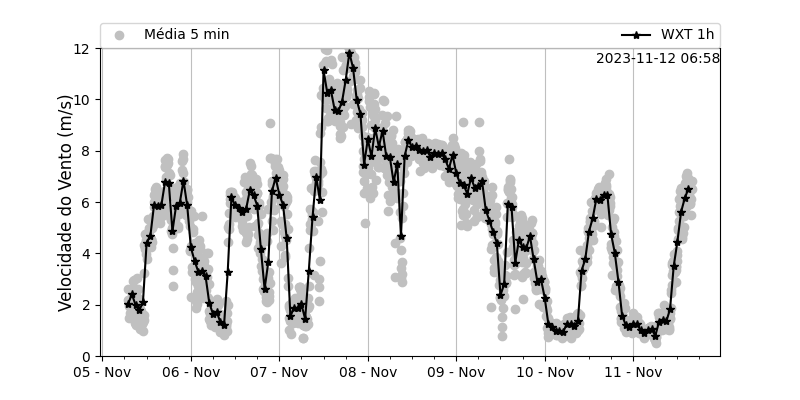 Média 5 min
WXT 1h
2023-11-12 06:58
Velocidade do Vento (m/s)
12
10
8
6
4
2
0
05 - Nov
06 - Nov
07 - Nov
08 - Nov
09 - Nov
10 - Nov
11 - Nov